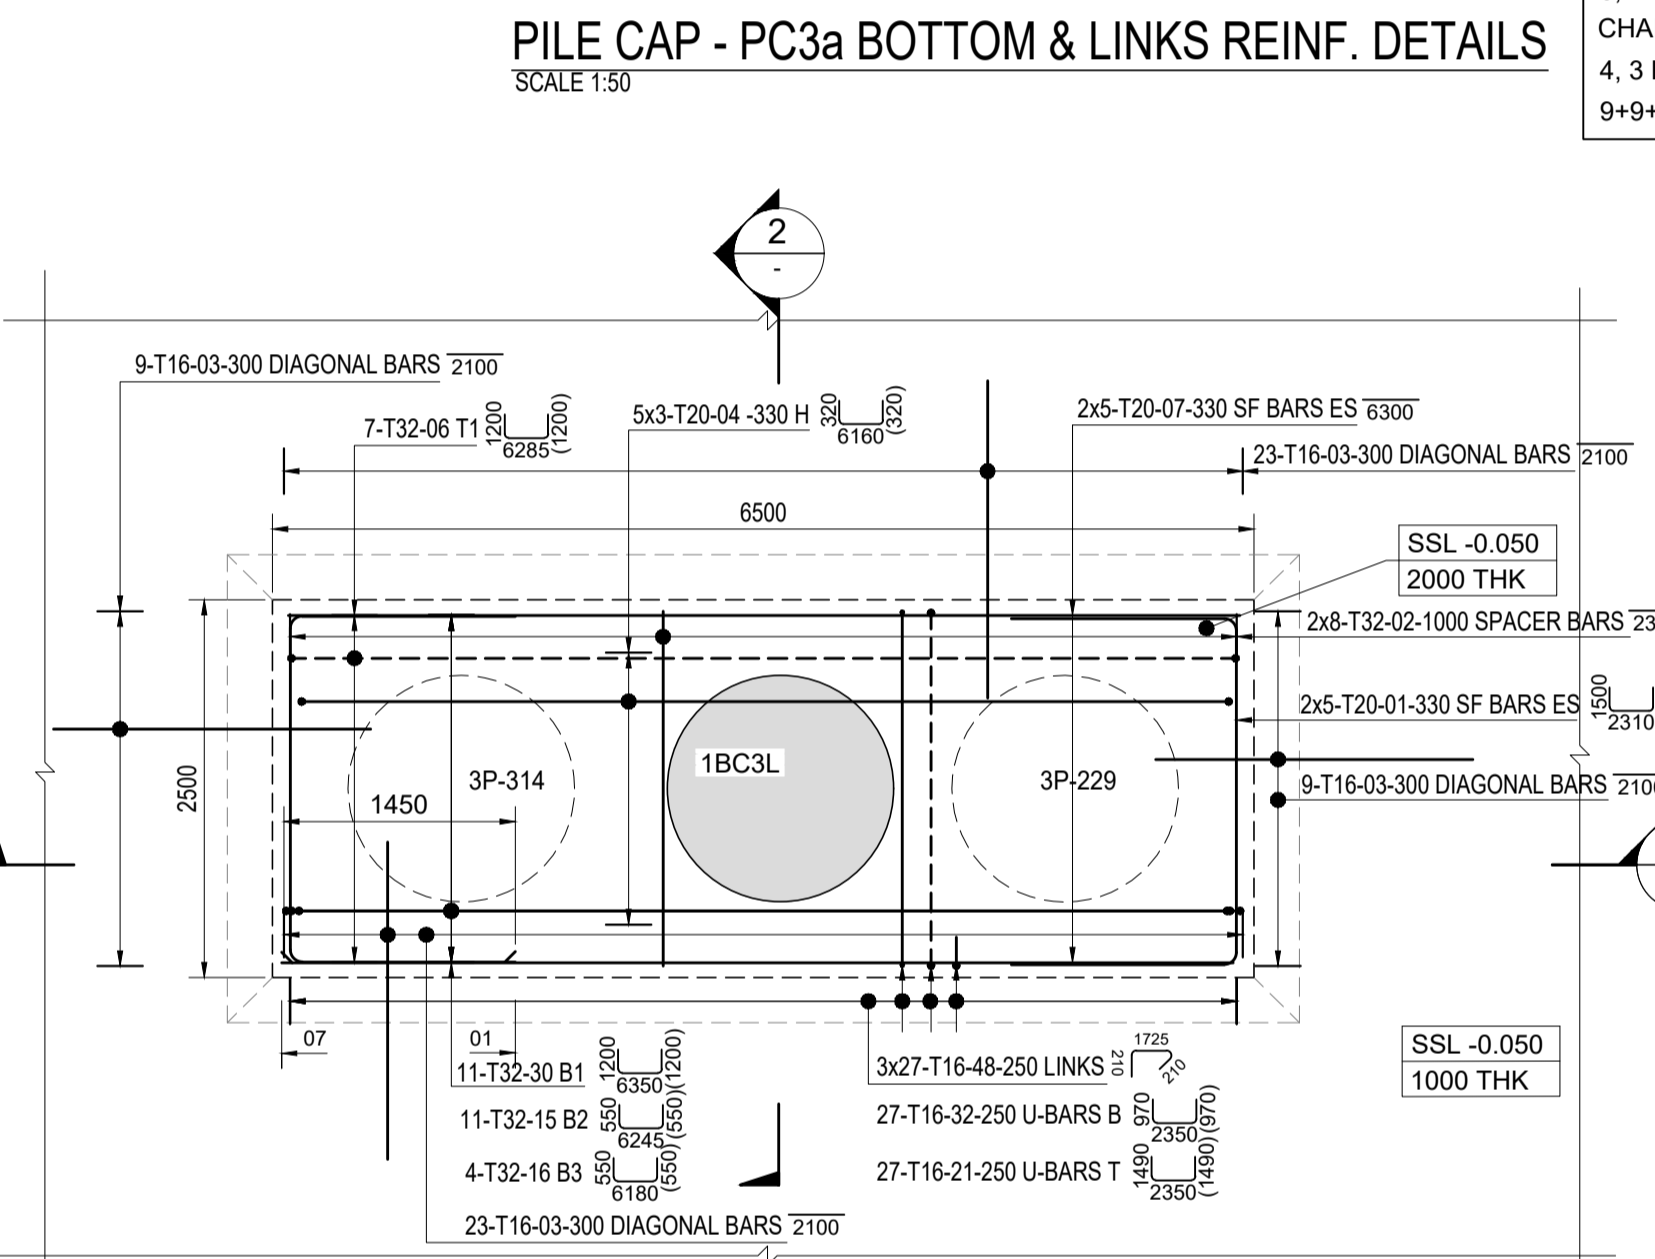 PILE CAP - PC3a BOTTOM & LINKS REINF. DETAILS
SCALE 1:50
CHA
4, 3
9+9+
2
-
9-T16-03-300 DIAGONAL BARS 2100
7-T32-06 T1 1200 6285 (1200)
5x3-T20-04 -330 H 320 6160 (320)
2x5-T20-07-330 SF BARS ES 6300
23-T16-03-300 DIAGONAL BARS 2100
6500
SSL -0.050
2000 THK
2x8-T32-02-1000 SPACER BARS
2x5-T20-01-330 SF BARS ES 1500 2310
1BC3L
3P-314
3P-229
2500
1450
9-T16-03-300 DIAGONAL BARS
07
01
11-T32-30 B1 1200 6350 (1200)
11-T32-15 B2 550 6245 (550)
4-T32-16 B3 550 6180 (550)
23-T16-03-300 DIAGONAL BARS 2100
3x27-T16-48-250 LINKS 210 1725 210
27-T16-32-250 U-BARS B 970 2350 (970)
27-T16-21-250 U-BARS T 1490 2350 (1490)
SSL -0.050
1000 THK